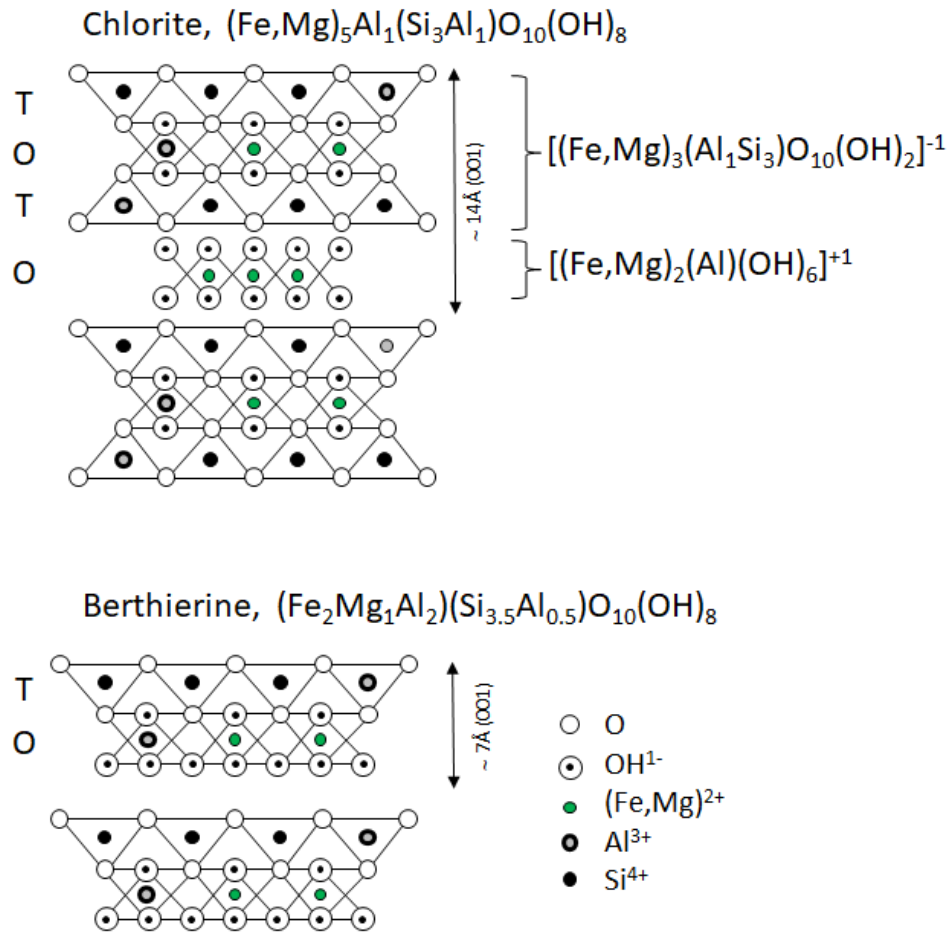 Chlorite, (Fe,Mg)₅Al₁(Si₃Al₁)O₁₀(OH)₈
T
O
T
O
~ 14Å (001)
[(Fe,Mg)₃(Al₁Si₃)O₁₀(OH)₂]⁻¹
[(Fe,Mg)₂(Al)(OH)₆]⁺¹
Berthierine, (Fe₂Mg₁Al₂)(Si₃.₅Al₀.₅)O₁₀(OH)₈
T
O
~ 7Å (001)
O
OH¹⁻
(Fe,Mg)²⁺
Al³⁺
Si⁴⁺